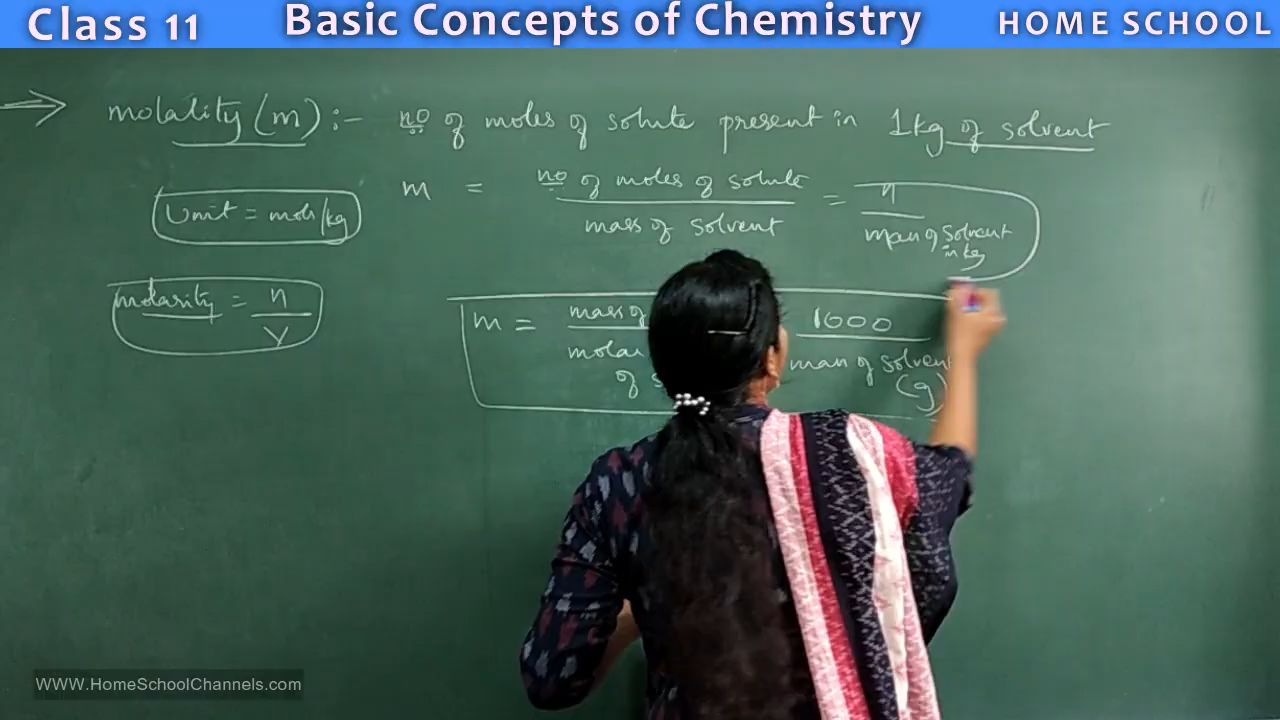 Class 11 Basic Concepts of Chemistry HOME SCHOOL
molality (m) :- no of moles of solute present in 1kg of solvent
m = no of moles of solute / mass of solvent = n / mass of solvent in kg
Unit = mols/kg
molarity = n / V
m = mass of 1000
molar mass of solvent
of (g)
WWW.HomeSchoolChannels.com